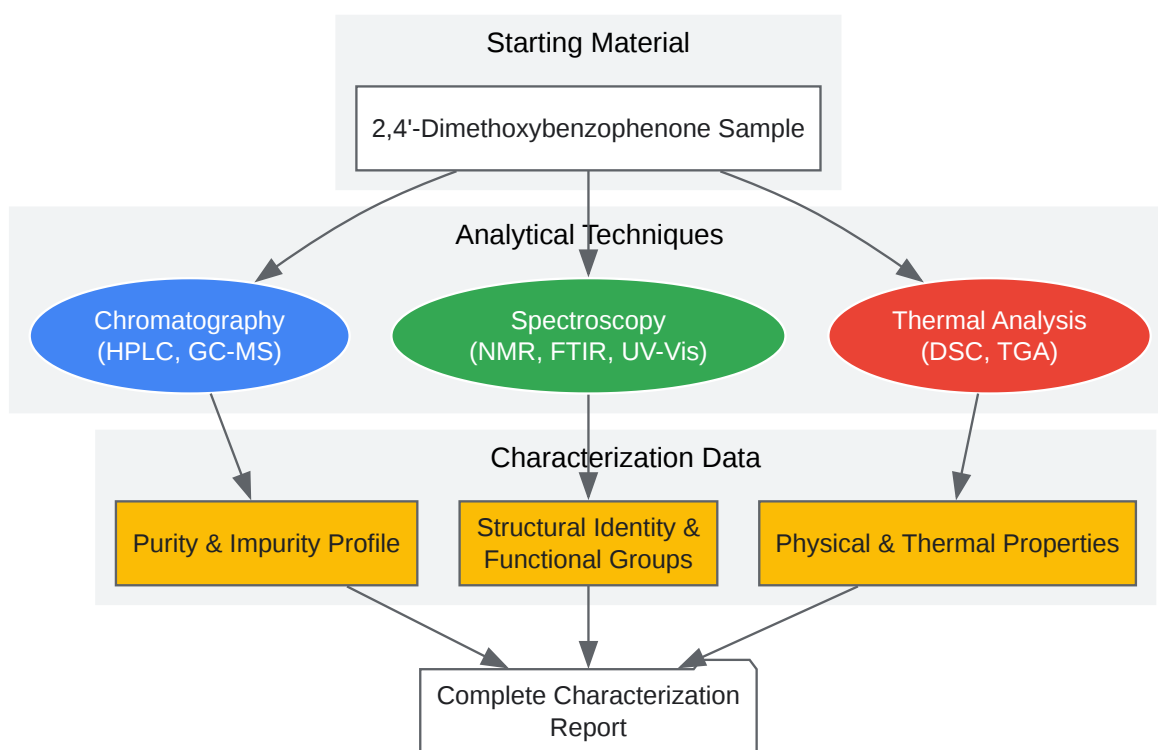 Starting Material
2,4'-Dimethoxybenzophenone Sample
Analytical Techniques
Chromatography
(HPLC, GC-MS)
Spectroscopy
(NMR, FTIR, UV-Vis)
Thermal Analysis
(DSC, TGA)
Characterization Data
Purity & Impurity Profile
Structural Identity &
Functional Groups
Physical & Thermal Properties
Complete Characterization
Report